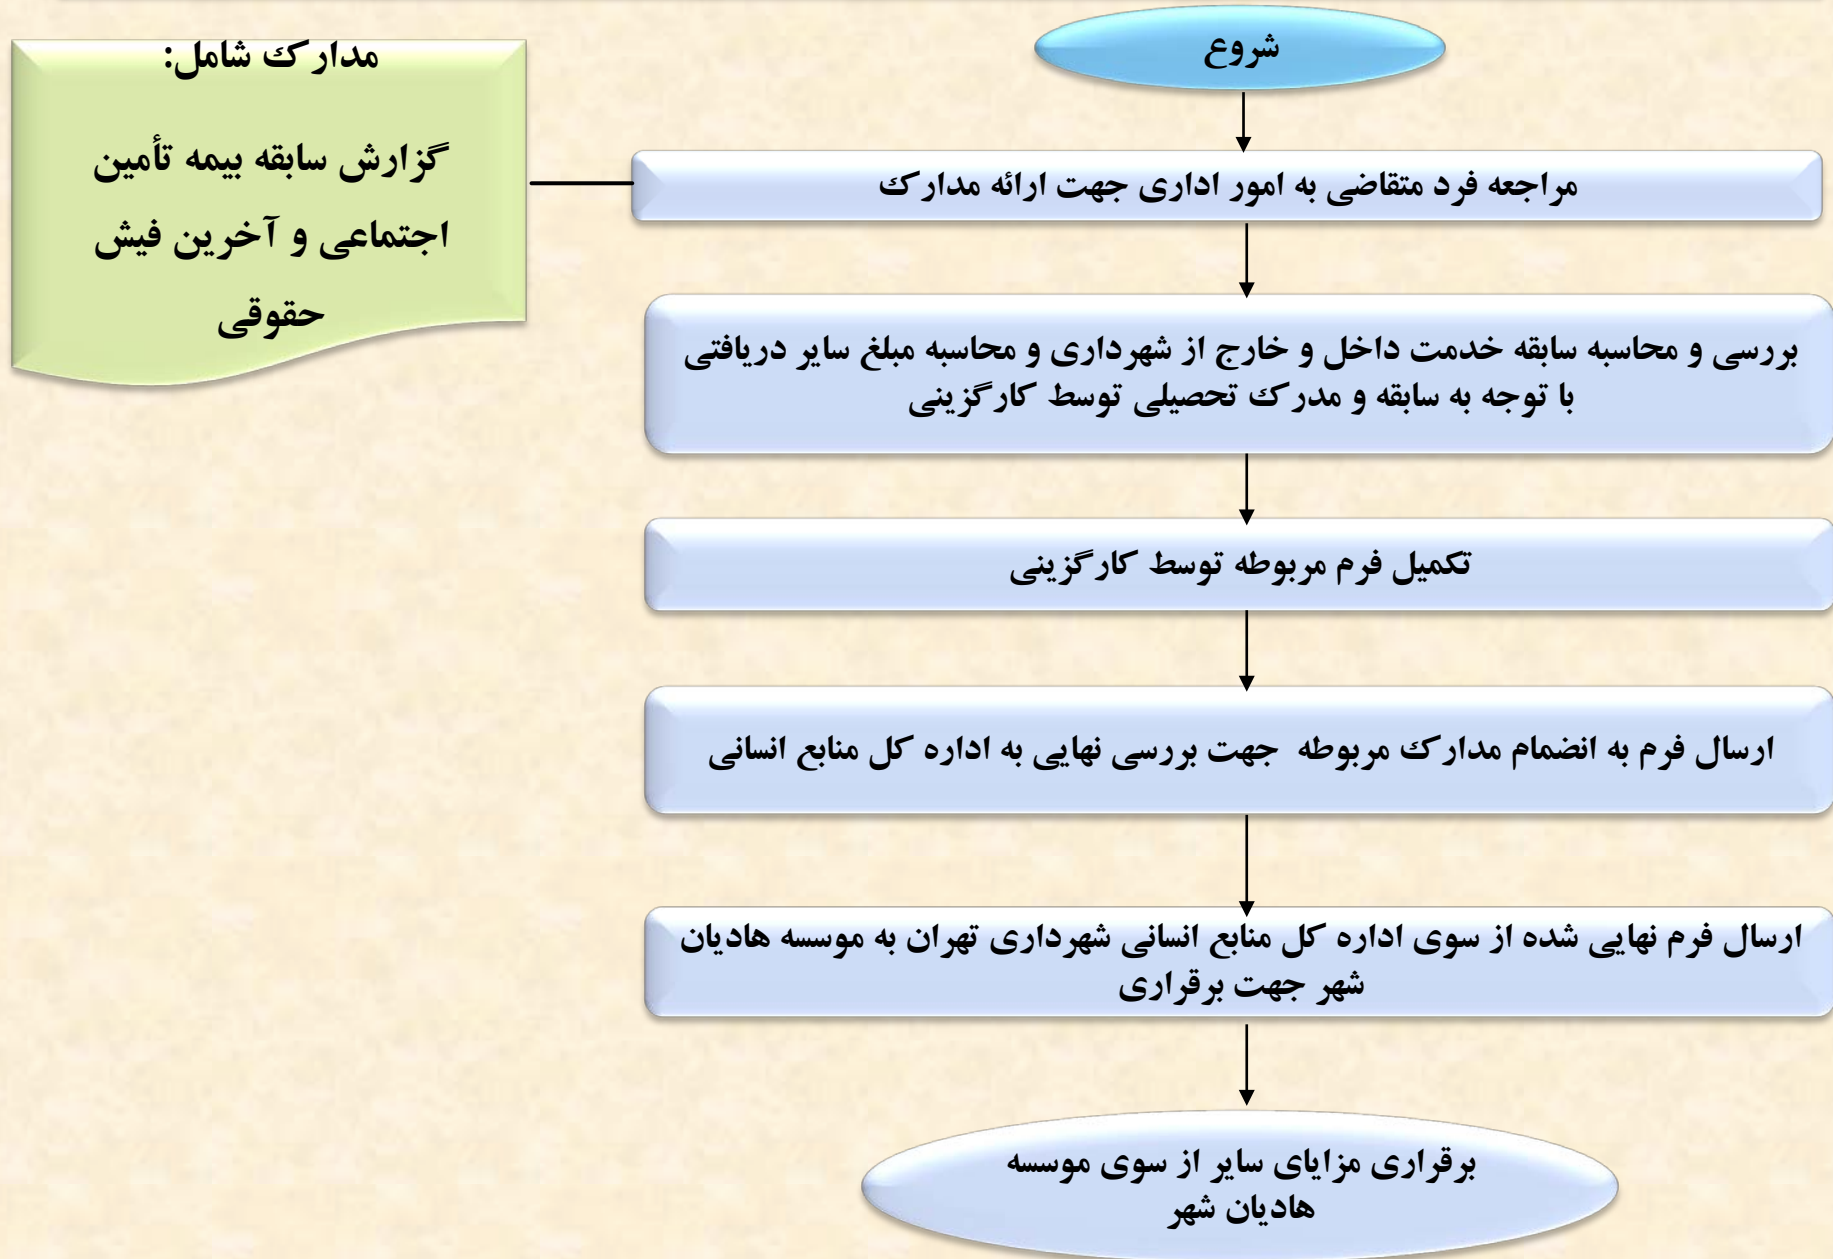 شروع
مدارک شامل:
گزارش سابقه بیمه تأمین
اجتماعی و آخرین فیش
حقوقی
مراجعه فرد متقاضی به امور اداری جهت ارائه مدارک
بررسی و محاسبه سابقه خدمت داخل و خارج از شهرداری و محاسبه مبلغ سایر دریافتی
با توجه به سابقه و مدرک تحصیلی توسط کارگزینی
تکمیل فرم مربوطه توسط کارگزینی
ارسال فرم به انضمام مدارک مربوطه جهت بررسی نهایی به اداره کل منابع انسانی
ارسال فرم نهایی شده از سوی اداره کل منابع انسانی شهرداری تهران به موسسه هادیان
شهر جهت برقراری
برقراری مزایای سایر از سوی موسسه
هادیان شهر